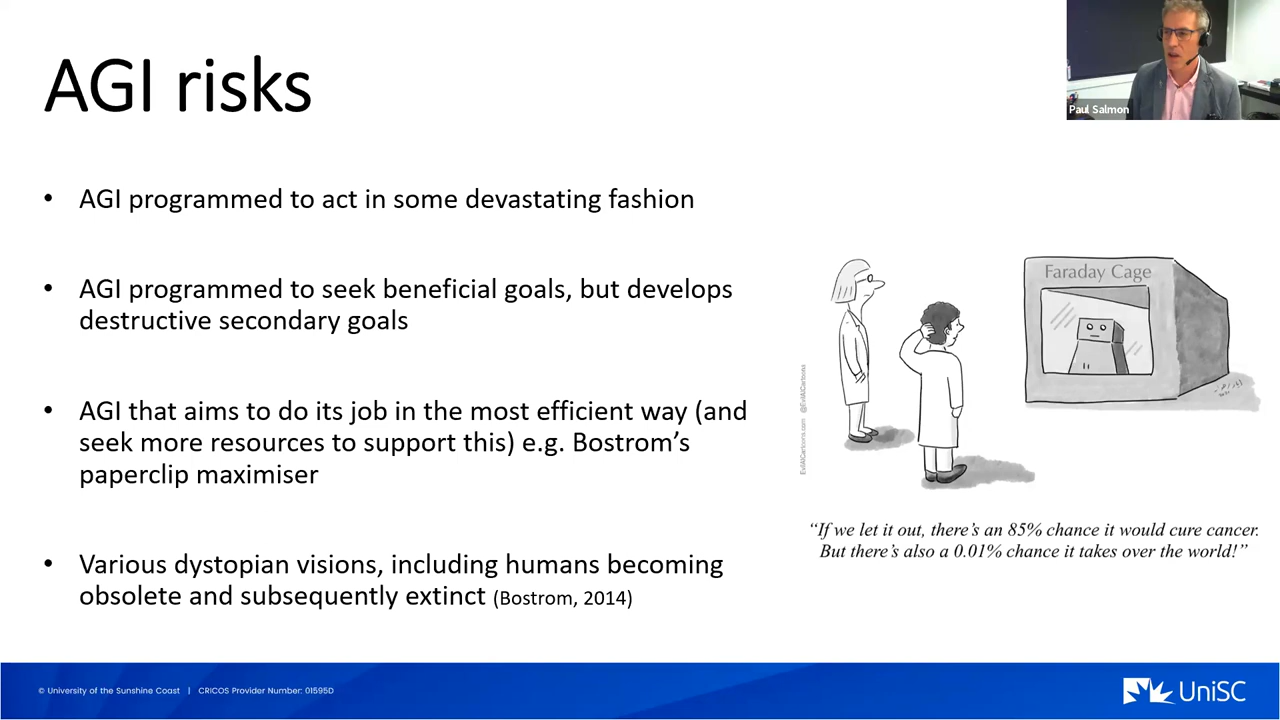 AGI risks
Paul Salmon
• AGI programmed to act in some devastating fashion
• AGI programmed to seek beneficial goals, but develops
destructive secondary goals
• AGI that aims to do its job in the most efficient way (and
seek more resources to support this) e.g. Bostrom’s
paperclip maximiser
• Various dystopian visions, including humans becoming
obsolete and subsequently extinct (Bostrom, 2014)
Faraday Cage
EvilAICartoons.com @EvilAICartoons
“If we let it out, there’s an 85% chance it would cure cancer.
But there’s also a 0.01% chance it takes over the world!”
© University of the Sunshine Coast | CRICOS Provider Number: 01595D
UniSC